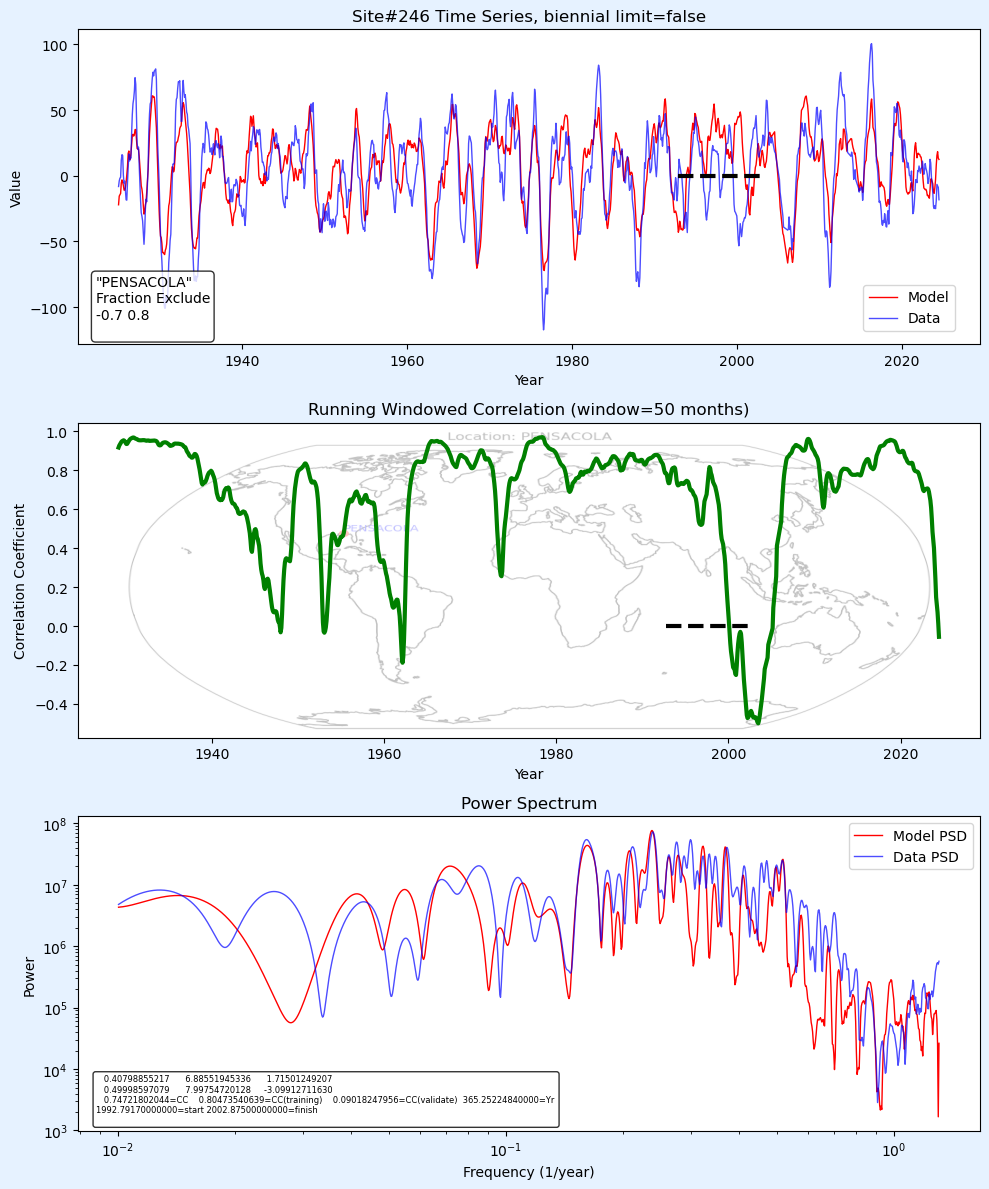 Site#246 Time Series, biennial limit=false
100
50
0
−50
−100
Value
"PENSACOLA"
Fraction Exclude
-0.7 0.8
Model
Data
1940
1960
1980
2000
2020
Year
Running Windowed Correlation (window=50 months)
Location: PENSACOLA
PENSACOLA
1.0
0.8
0.6
0.4
0.2
0.0
−0.2
−0.4
Correlation Coefficient
1940
1960
1980
2000
2020
Year
Power Spectrum
Model PSD
Data PSD
10⁸
10⁷
10⁶
10⁵
10⁴
10³
Power
0.40798855217 6.88551945336 1.71501249207
0.49998597079 7.99754720128 -3.09912711630
0.74721802044=CC 0.80473540639=CC(training) 0.09018247956=CC(validate) 365.25224840000=Yr
1992.79170000000=start 2002.87500000000=finish
10⁻²
10⁻¹
10⁰
Frequency (1/year)